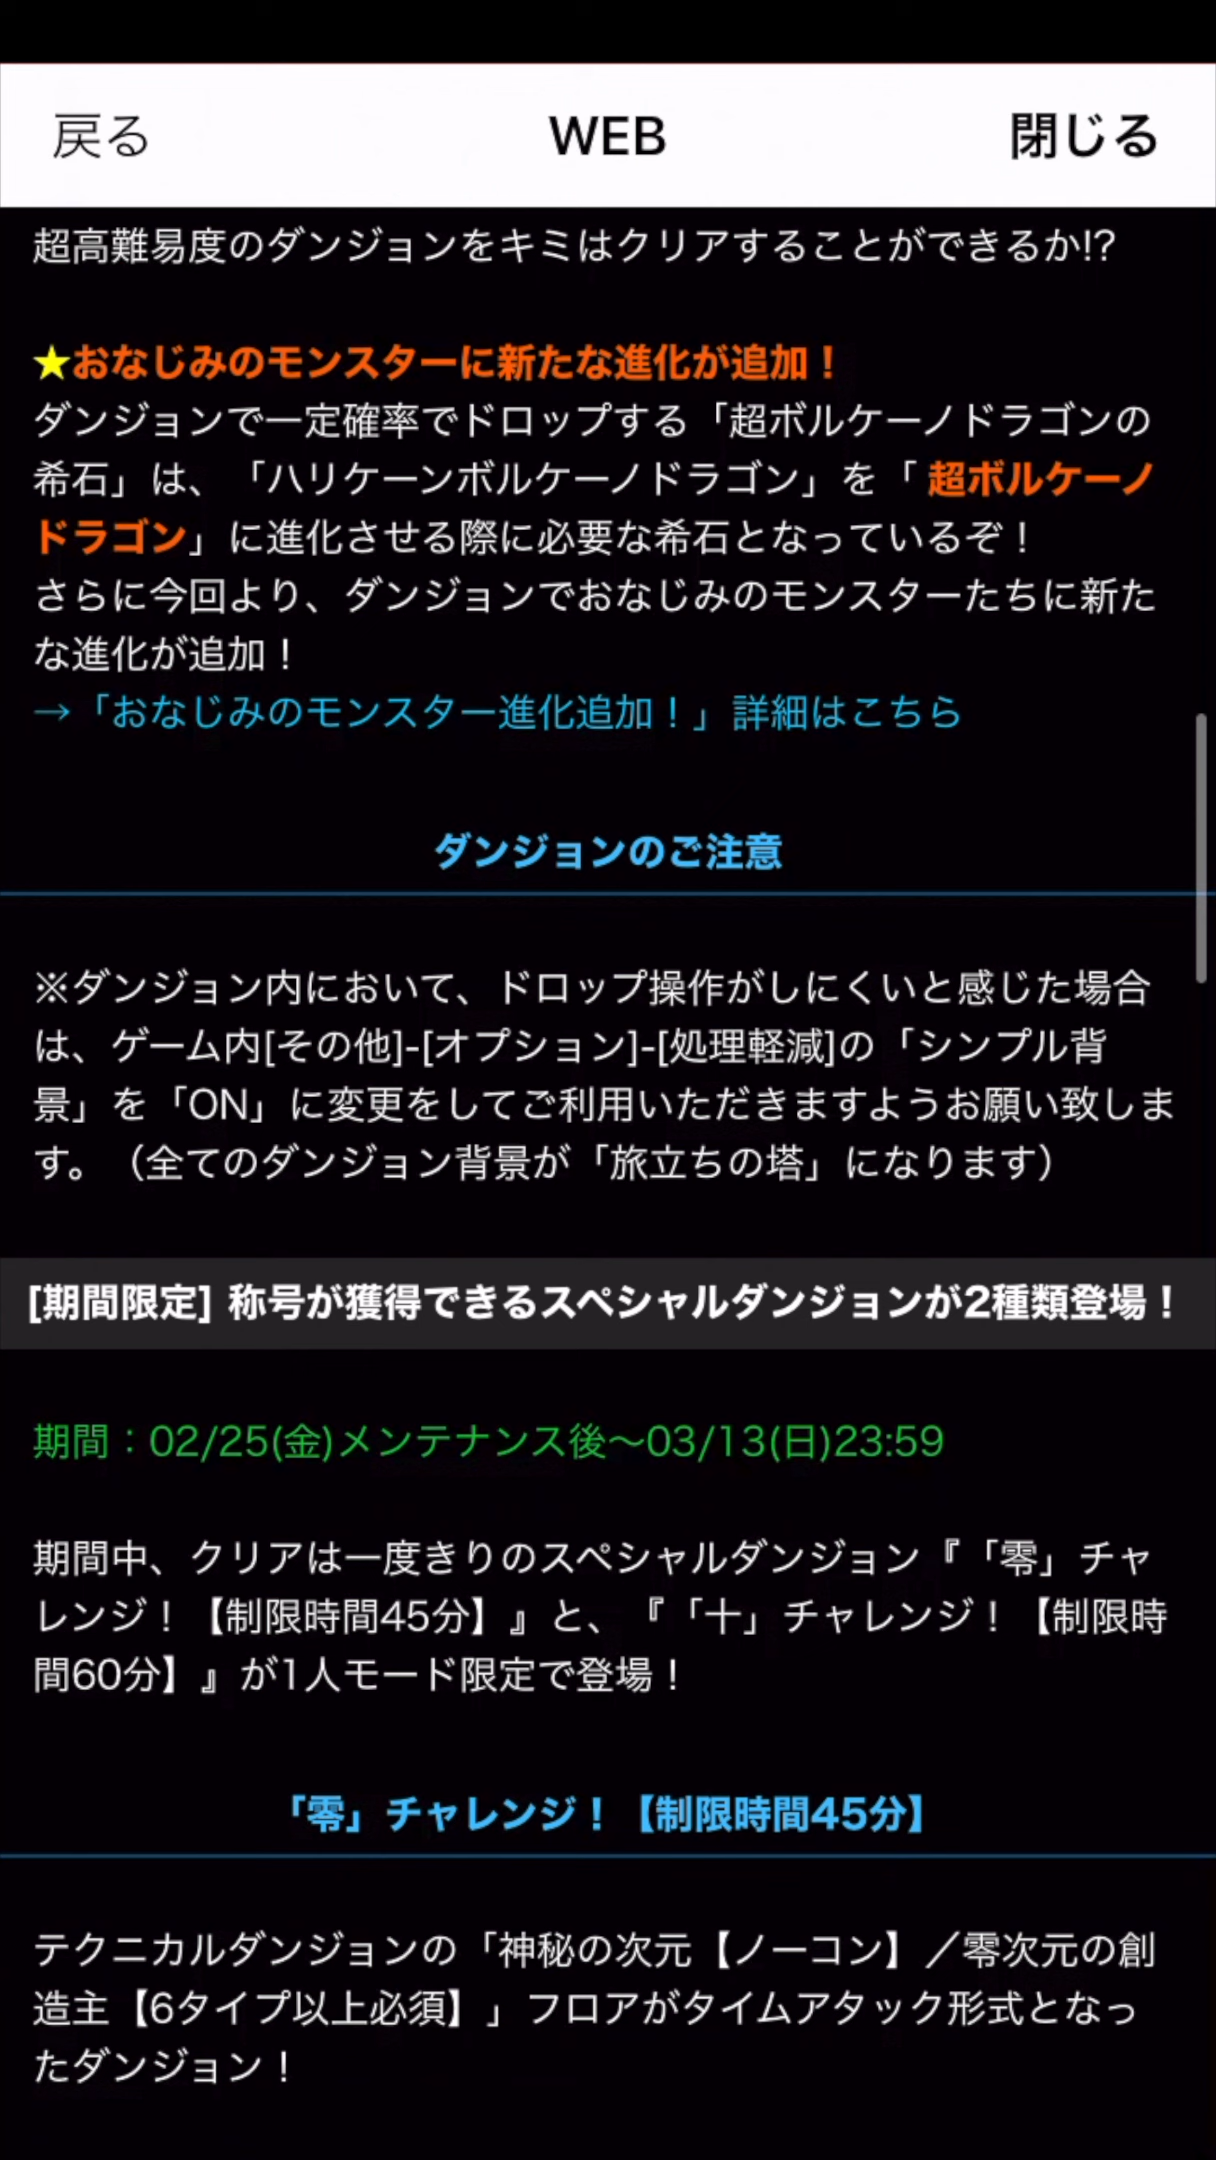 戻る
WEB
閉じる
超高難易度のダンジョンをキミはクリアすることができるか!?
★おなじみのモンスターに新たな進化が追加！
ダンジョンで一定確率でドロップする「超ボルケーノドラゴンの
希石」は、「ハリケーンボルケーノドラゴン」を「超ボルケーノ
ドラゴン」に進化させる際に必要な希石となっているぞ！
さらに今回より、ダンジョンでおなじみのモンスターたちに新た
な進化が追加！
→「おなじみのモンスター進化追加！」詳細はこちら
ダンジョンのご注意
※ダンジョン内において、ドロップ操作がしにくいと感じた場合
は、ゲーム内[その他]-[オプション]-[処理軽減]の「シンプル背
景」を「ON」に変更をしてご利用いただきますようお願い致しま
す。（全てのダンジョン背景が「旅立ちの塔」になります）
[期間限定] 称号が獲得できるスペシャルダンジョンが2種類登場！
期間：02/25(金)メンテナンス後〜03/13(日)23:59
期間中、クリアは一度きりのスペシャルダンジョン『「零」チャ
レンジ！【制限時間45分】』と、『「十」チャレンジ！【制限時
間60分】』が1人モード限定で登場！
「零」チャレンジ！【制限時間45分】
テクニカルダンジョンの「神秘の次元【ノーコン】／零次元の創
造主【6タイプ以上必須】」フロアがタイムアタック形式となっ
たダンジョン！